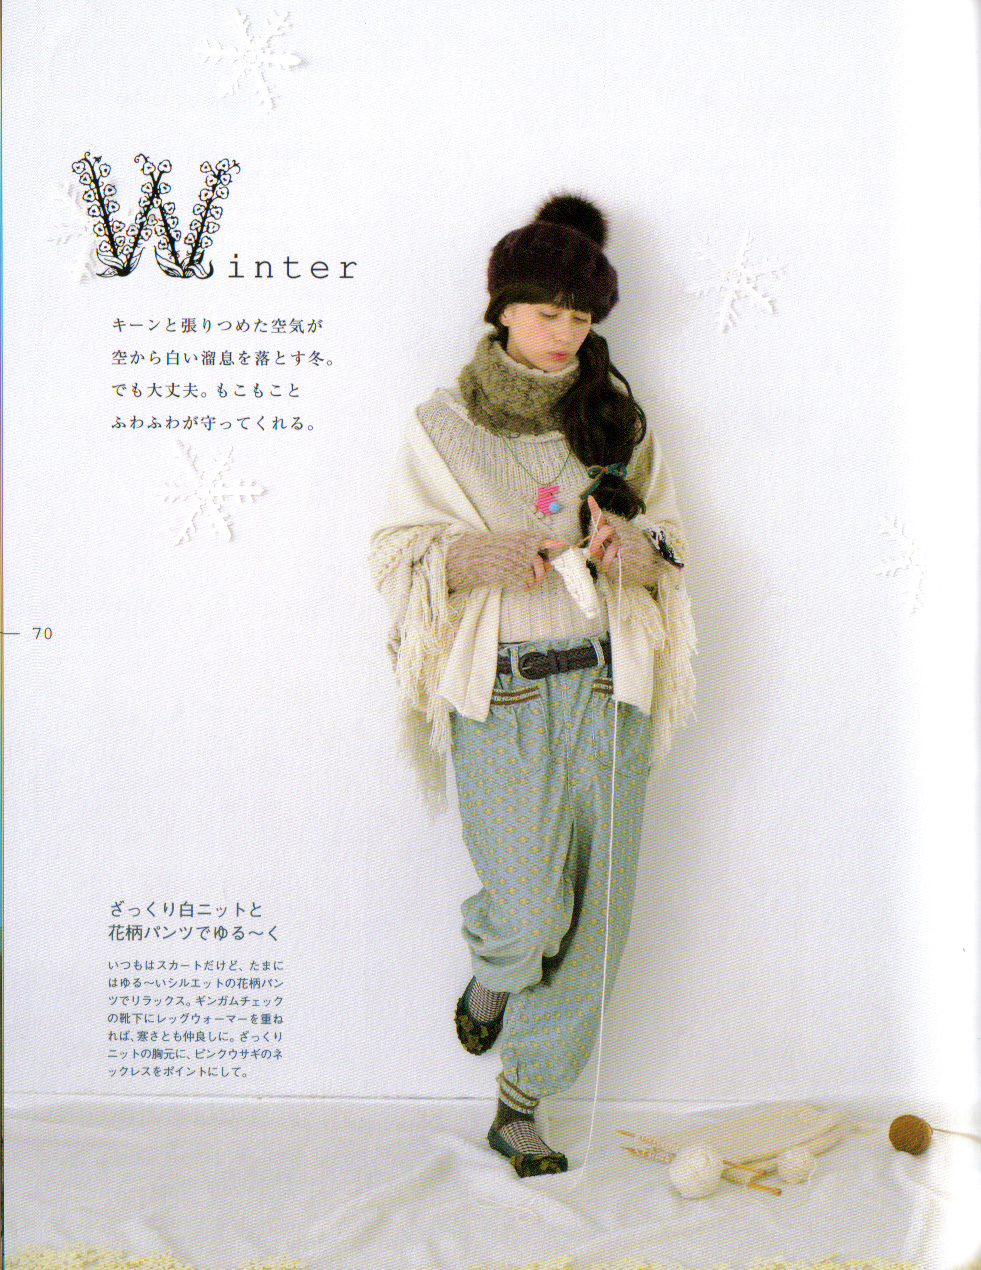 Winter
キーンと張りつめた空気が
空から白い溜息を落とす冬。
でも大丈夫。もこもこと
ふわふわが守ってくれる。
70
ざっくり白ニットと
花柄パンツでゆる〜く
いつもはスカートだけど、たまに
はゆる〜いシルエットの花柄パン
ツでリラックス。ギンガムチェック
の靴下にレッグウォーマーを重ね
れば、寒さとも仲良しに。ざっくり
ニットの胸元に、ピンクウサギのネ
ックレスをポイントにして。